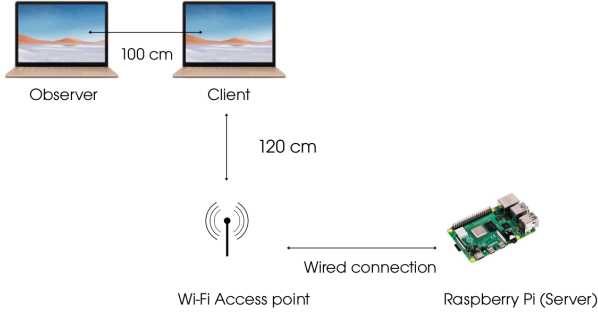 100 cm
Observer
Client
120 cm
Wired connection
Wi-Fi Access point
Raspberry Pi (Server)